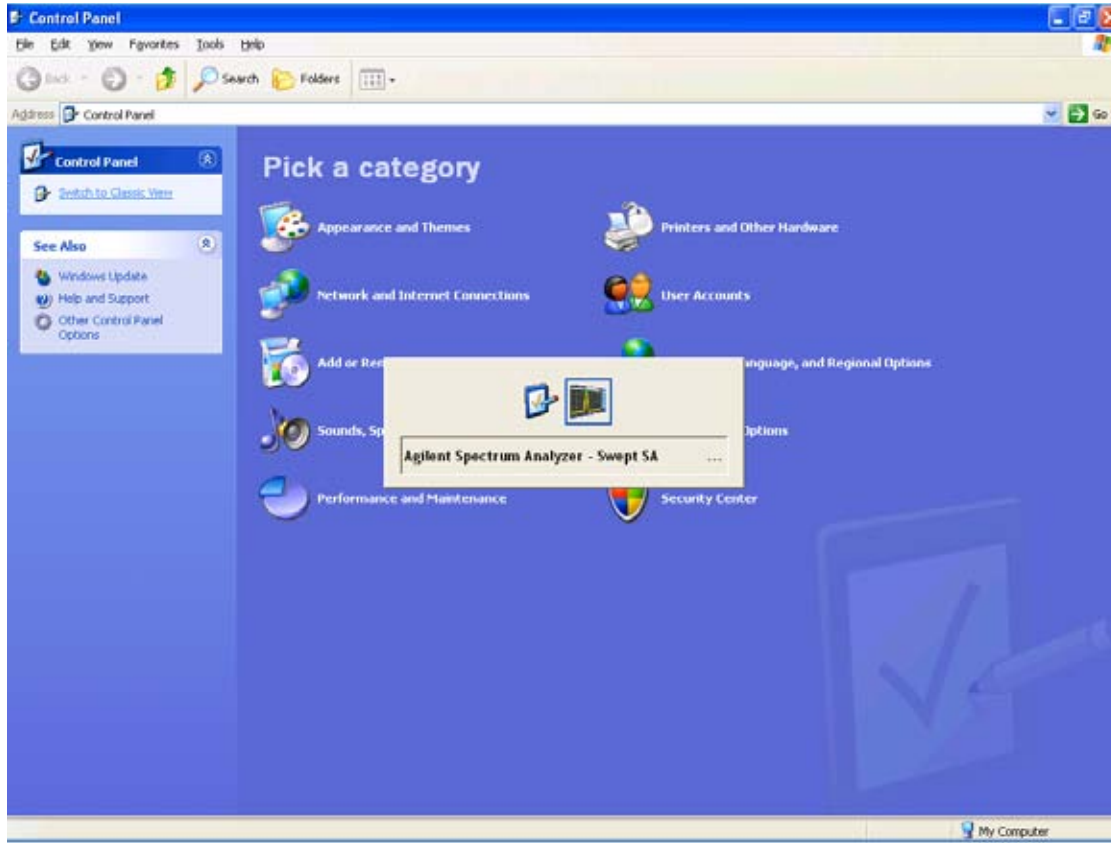 Control Panel
File Edit View Favorites Tools Help
Back Search Folders
Address Control Panel Go
Control Panel
Switch to Classic View
See Also
Windows Update
Help and Support
Other Control Panel
Options
Pick a category
Appearance and Themes
Printers and Other Hardware
Network and Internet Connections
User Accounts
Add or Rem
nguage, and Regional Options
Sounds, Sp
Options
Agilent Spectrum Analyzer - Swept SA ...
Performance and Maintenance
Security Center
My Computer